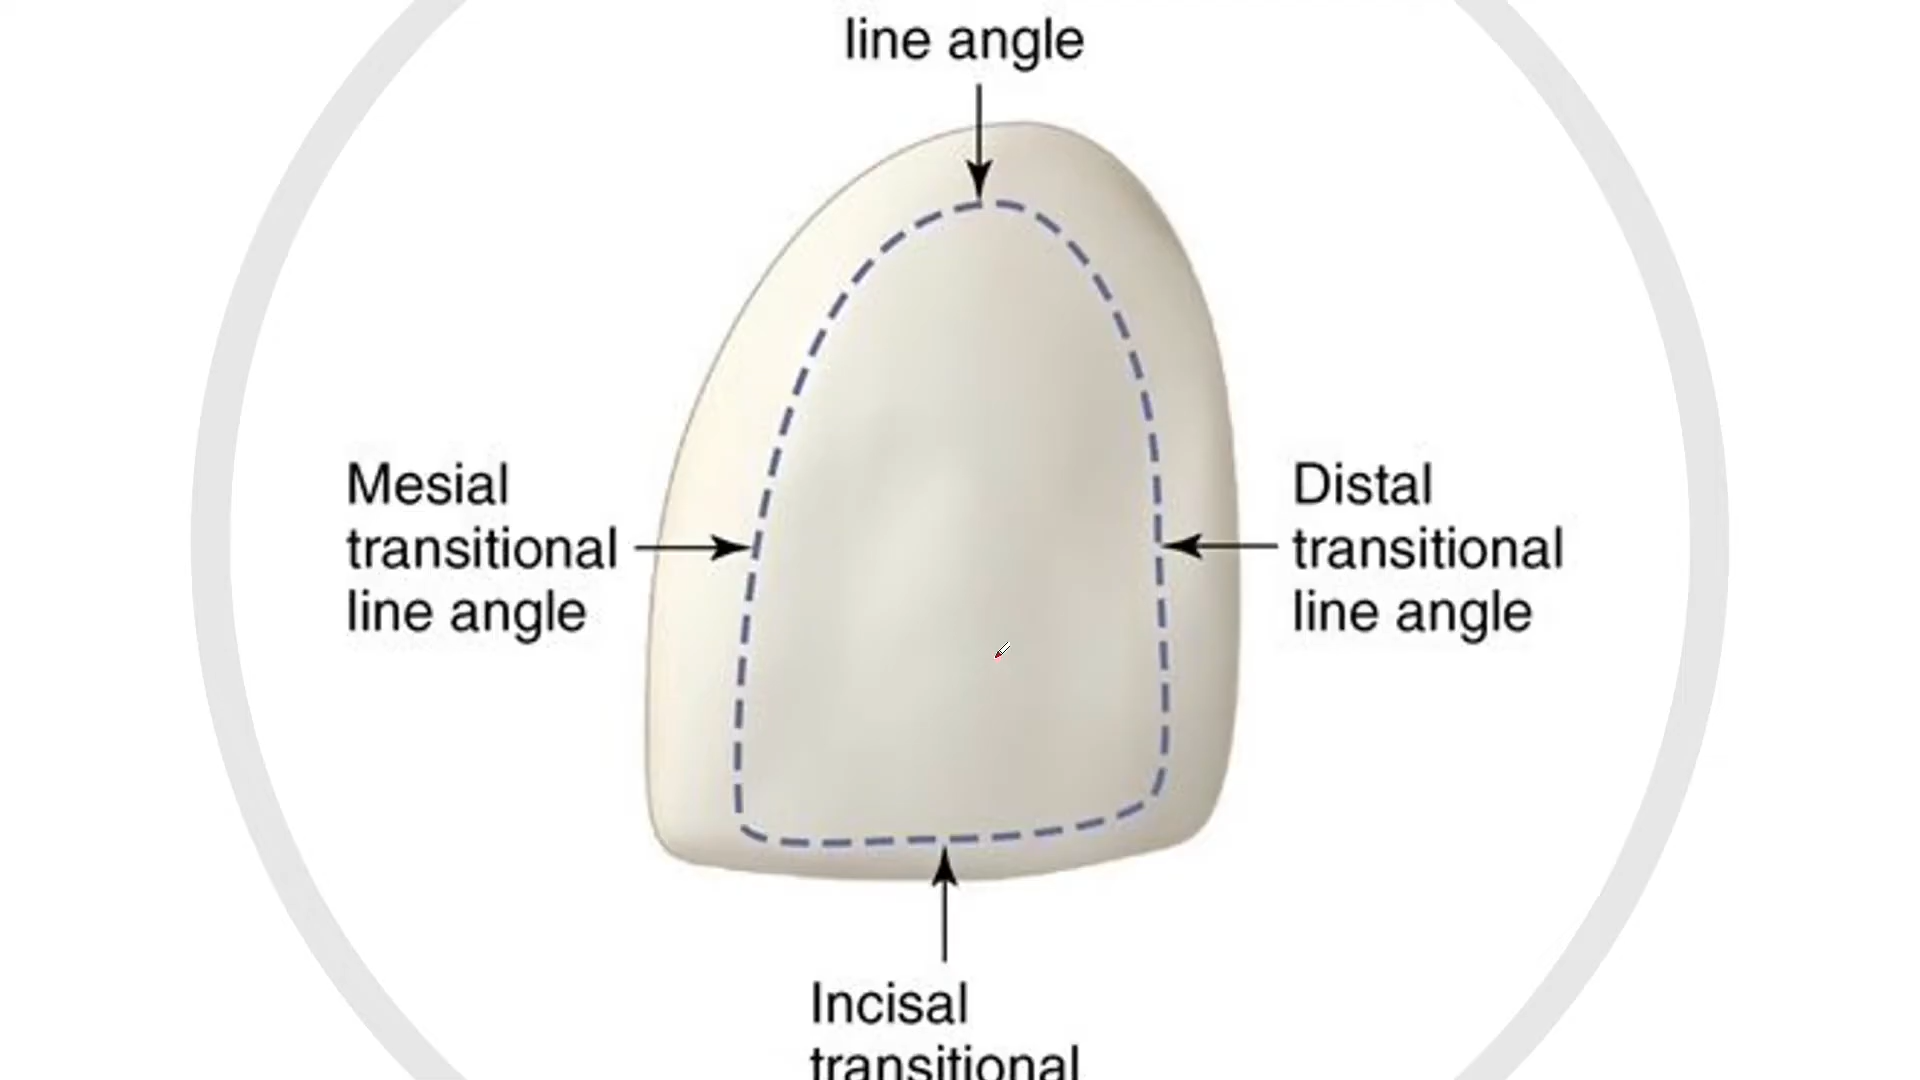 line angle
Mesial
transitional
line angle
Distal
transitional
line angle
Incisal
transitional